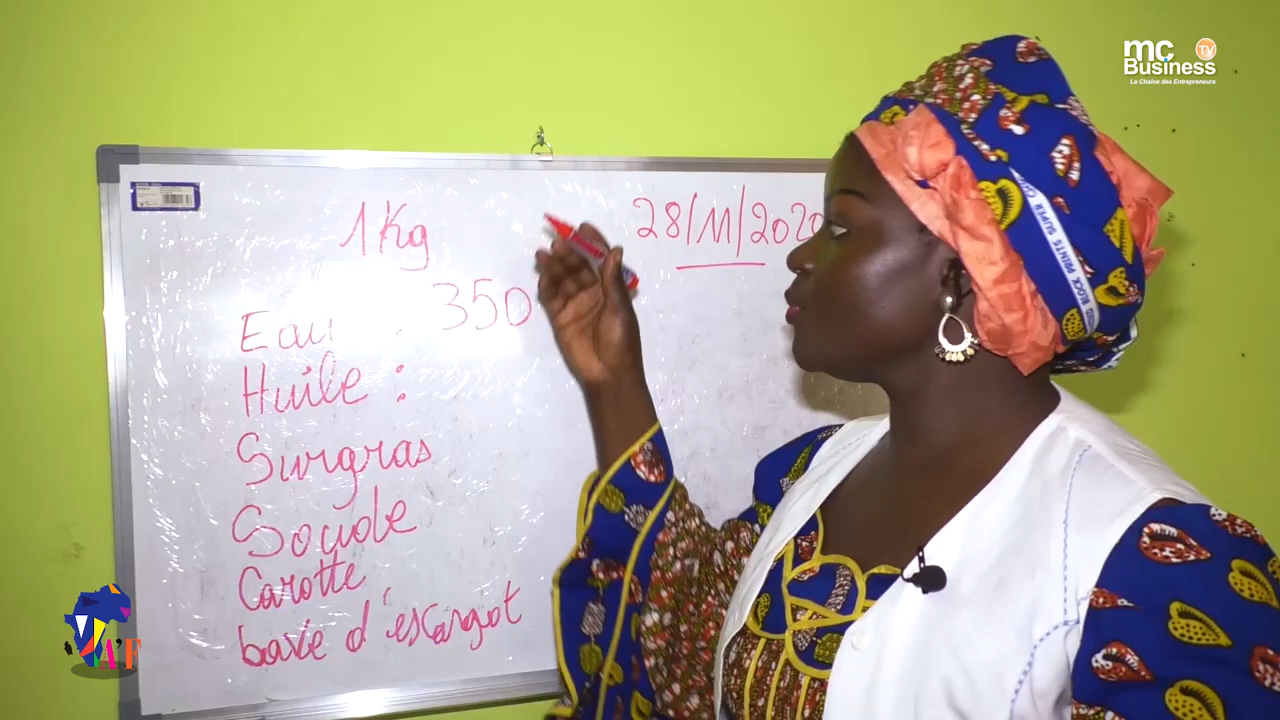 mc TV
Business
La Chaîne des Entrepreneurs
1Kg
28/11/2020
Eau : 350
Huile :
Surgras
Soude
Carotte
bave d'escargot
A'F